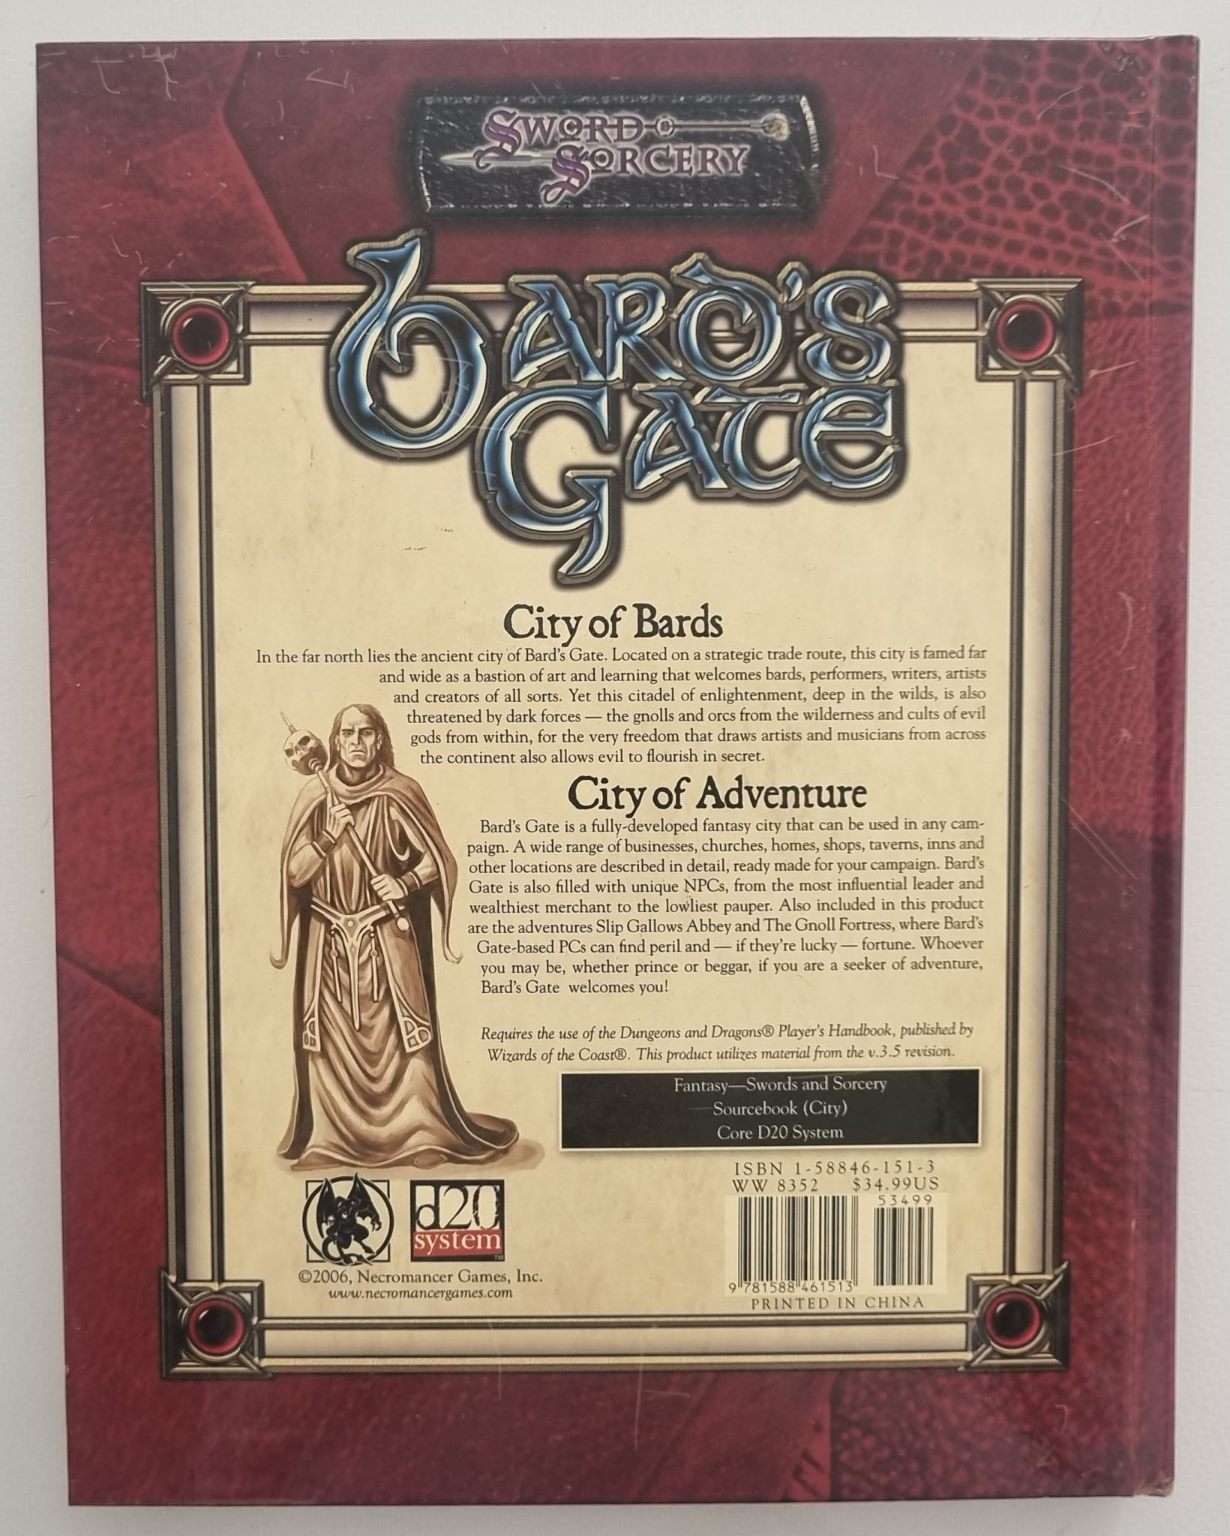 SWORD
SORCERY
BARD'S
GATE
City of Bards
In the far north lies the ancient city of Bard's Gate. Located on a strategic trade route, this city is famed far
and wide as a bastion of art and learning that welcomes bards, performers, writers, artists
and creators of all sorts. Yet this citadel of enlightenment, deep in the wilds, is also
threatened by dark forces — the gnolls and orcs from the wilderness and cults of evil
gods from within, for the very freedom that draws artists and musicians from across
the continent also allows evil to flourish in secret.
City of Adventure
Bard's Gate is a fully-developed fantasy city that can be used in any cam-
paign. A wide range of businesses, churches, homes, shops, taverns, inns and
other locations are described in detail, ready made for your campaign. Bard's
Gate is also filled with unique NPCs, from the most influential leader and
wealthiest merchant to the lowliest pauper. Also included in this product
are the adventures Slip Gallows Abbey and The Gnoll Fortress, where Bard's
Gate-based PCs can find peril and — if they're lucky — fortune. Whoever
you may be, whether prince or beggar, if you are a seeker of adventure,
Bard's Gate welcomes you!
Requires the use of the Dungeons and Dragons® Player's Handbook, published by
Wizards of the Coast®. This product utilizes material from the v.3.5 revision.
Fantasy—Swords and Sorcery
Sourcebook (City)
Core D20 System
ISBN 1-58846-151-3
WW 8352 $34.99US
53499
9 781588 461513
PRINTED IN CHINA
d20
system™
©2006, Necromancer Games, Inc.
www.necromancergames.com